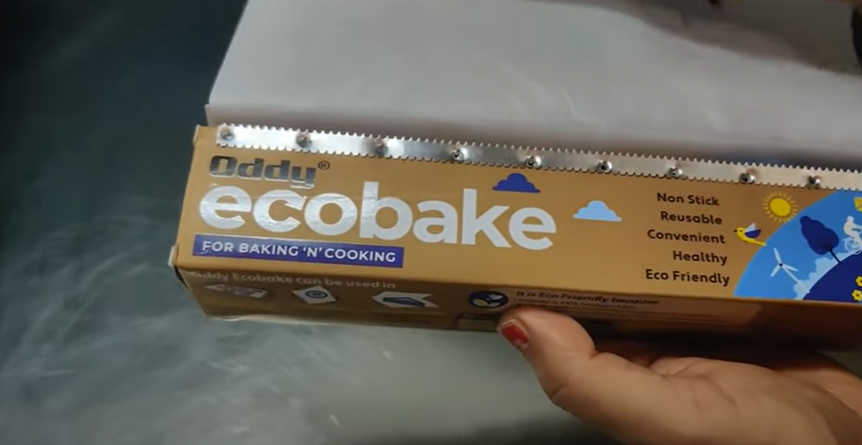 Oddy®
ecobake
FOR BAKING 'N' COOKING
Non Stick
Reusable
Convenient
Healthy
Eco Friendly
Oddy Ecobake can be used in
It is Eco Friendly because